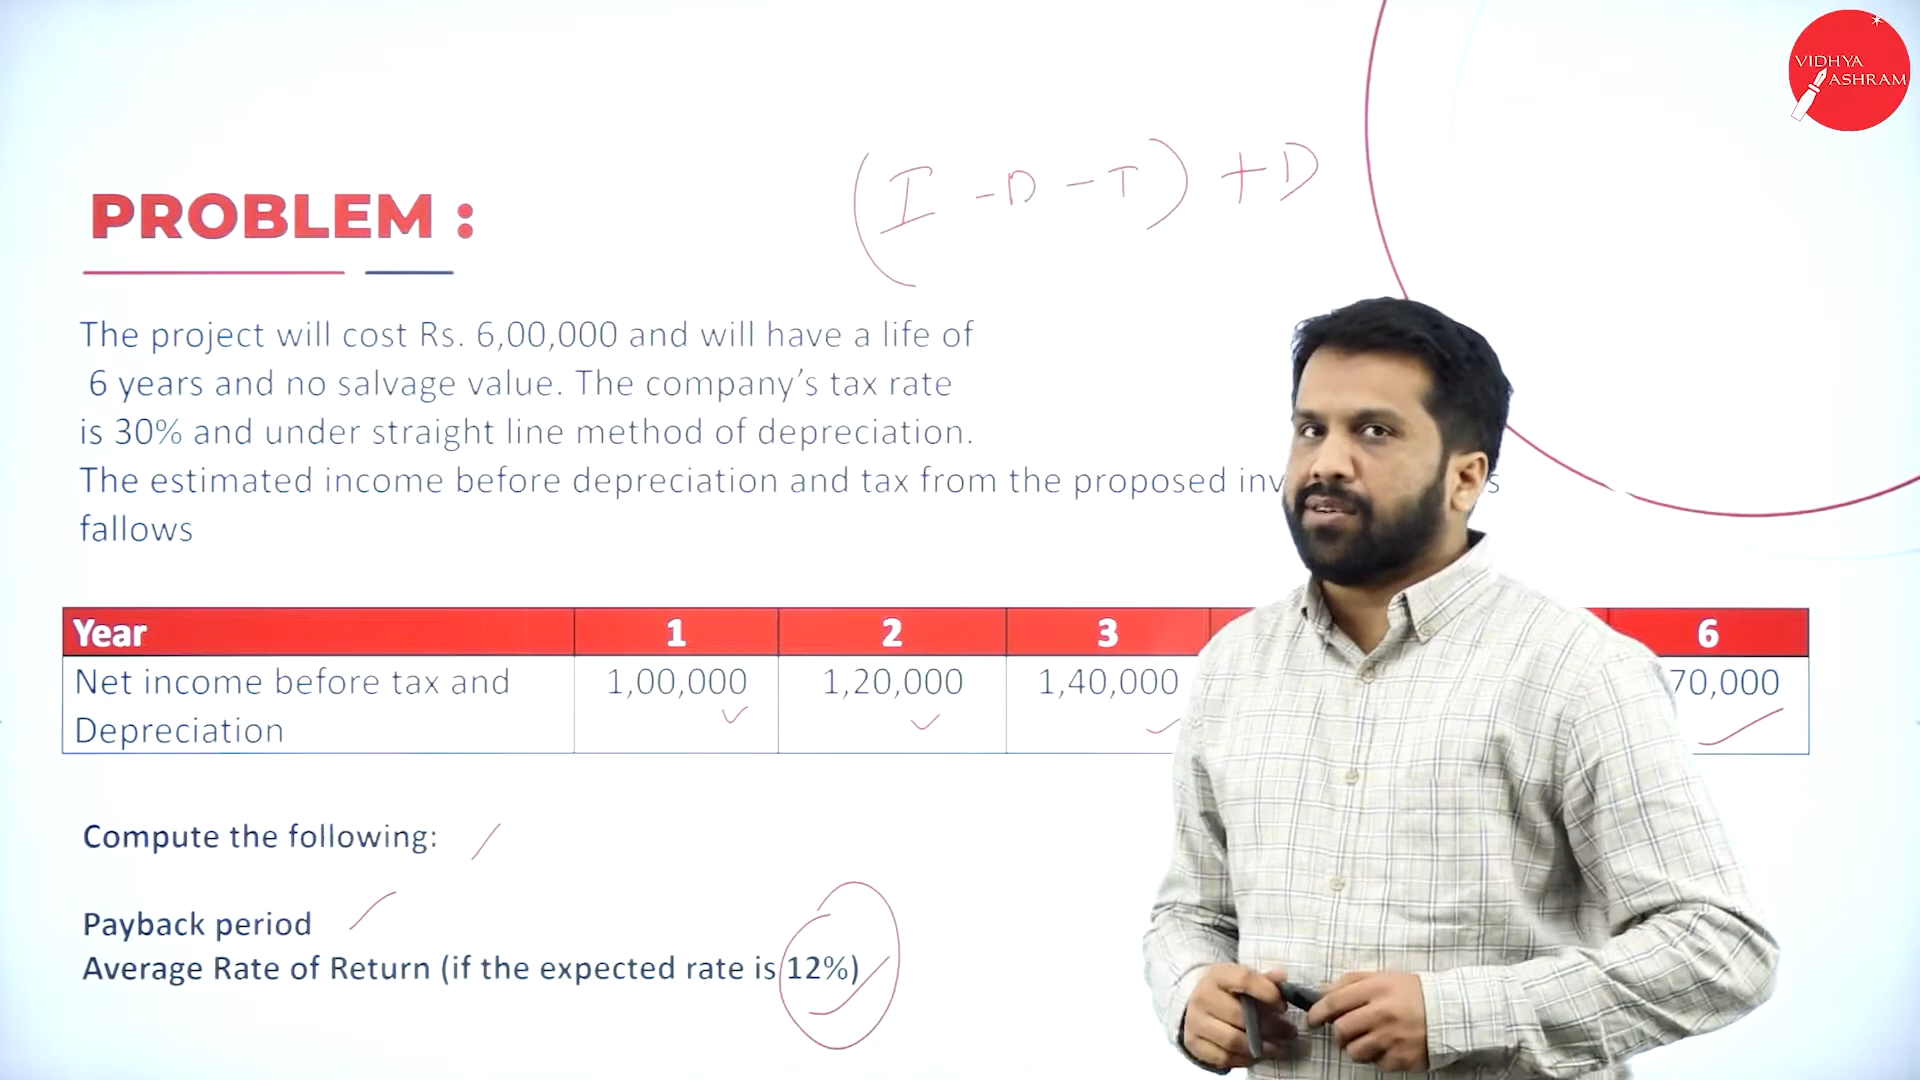 VIDHYA
ASHRAM
(I - D - T) + D
PROBLEM :
The project will cost Rs. 6,00,000 and will have a life of
6 years and no salvage value. The company’s tax rate
is 30% and under straight line method of depreciation.
The estimated income before depreciation and tax from the proposed
fallows
Year 1 2 3 6
Net income before tax and 1,00,000 1,20,000 1,40,000 70,000
Depreciation
Compute the following:
Payback period
Average Rate of Return (if the expected rate is 12%)